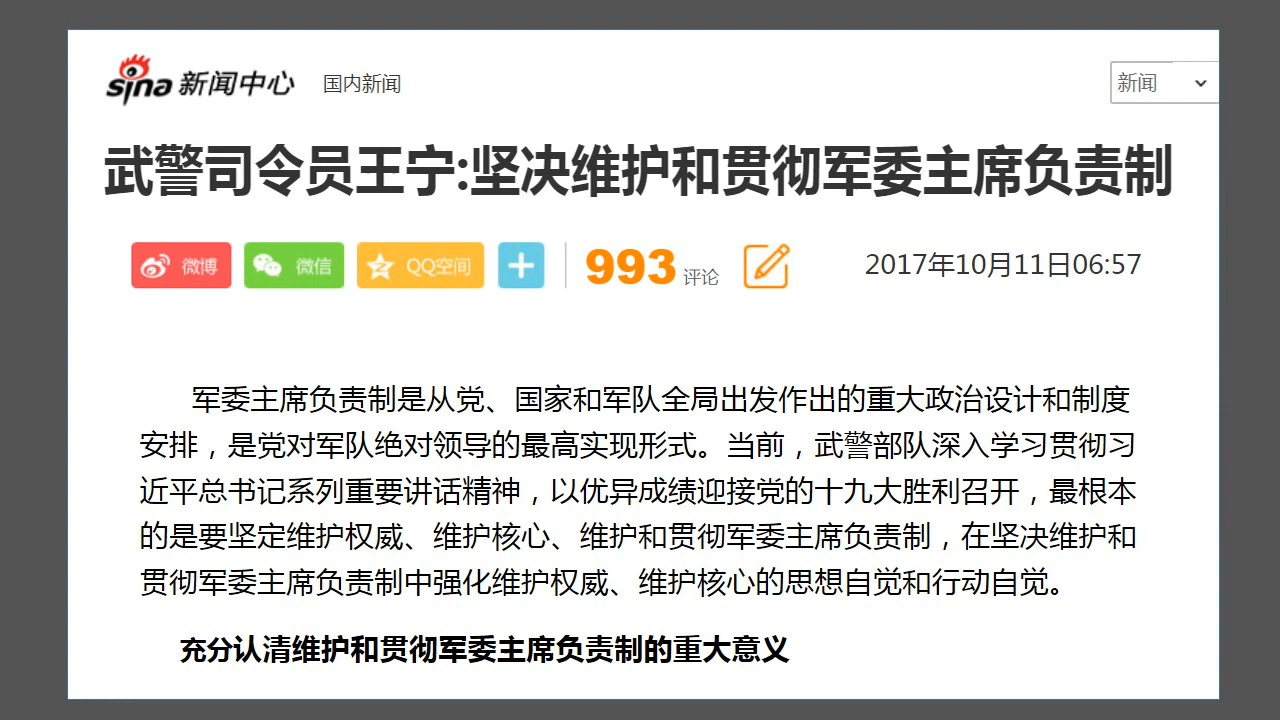 sina 新闻中心 国内新闻 新闻
武警司令员王宁:坚决维护和贯彻军委主席负责制
微博 微信 QQ空间 993 评论 2017年10月11日06:57
军委主席负责制是从党、国家和军队全局出发作出的重大政治设计和制度
安排，是党对军队绝对领导的最高实现形式。当前，武警部队深入学习贯彻习
近平总书记系列重要讲话精神，以优异成绩迎接党的十九大胜利召开，最根本
的是要坚定维护权威、维护核心、维护和贯彻军委主席负责制，在坚决维护和
贯彻军委主席负责制中强化维护权威、维护核心的思想自觉和行动自觉。
充分认清维护和贯彻军委主席负责制的重大意义